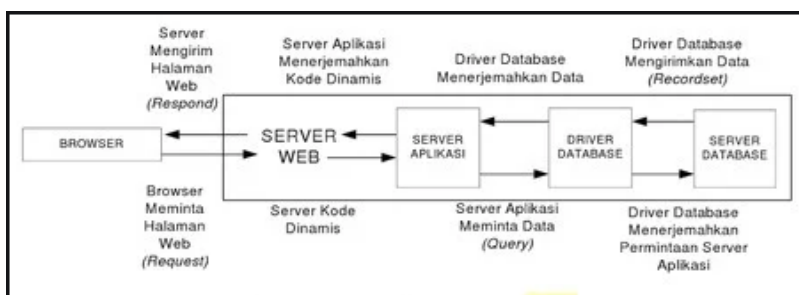 Server
Mengirim
Halaman
Web
(Respond)
Server Aplikasi
Menerjemahkan
Kode Dinamis
Driver Database
Menerjemahkan Data
Driver Database
Mengirimkan Data
(Recordset)
BROWSER
SERVER
WEB
SERVER
APLIKASI
DRIVER
DATABASE
SERVER
DATABASE
Browser
Meminta
Halaman
Web
(Request)
Server Kode
Dinamis
Server Aplikasi
Meminta Data
(Query)
Driver Database
Menerjemahkan
Permintaan Server
Aplikasi